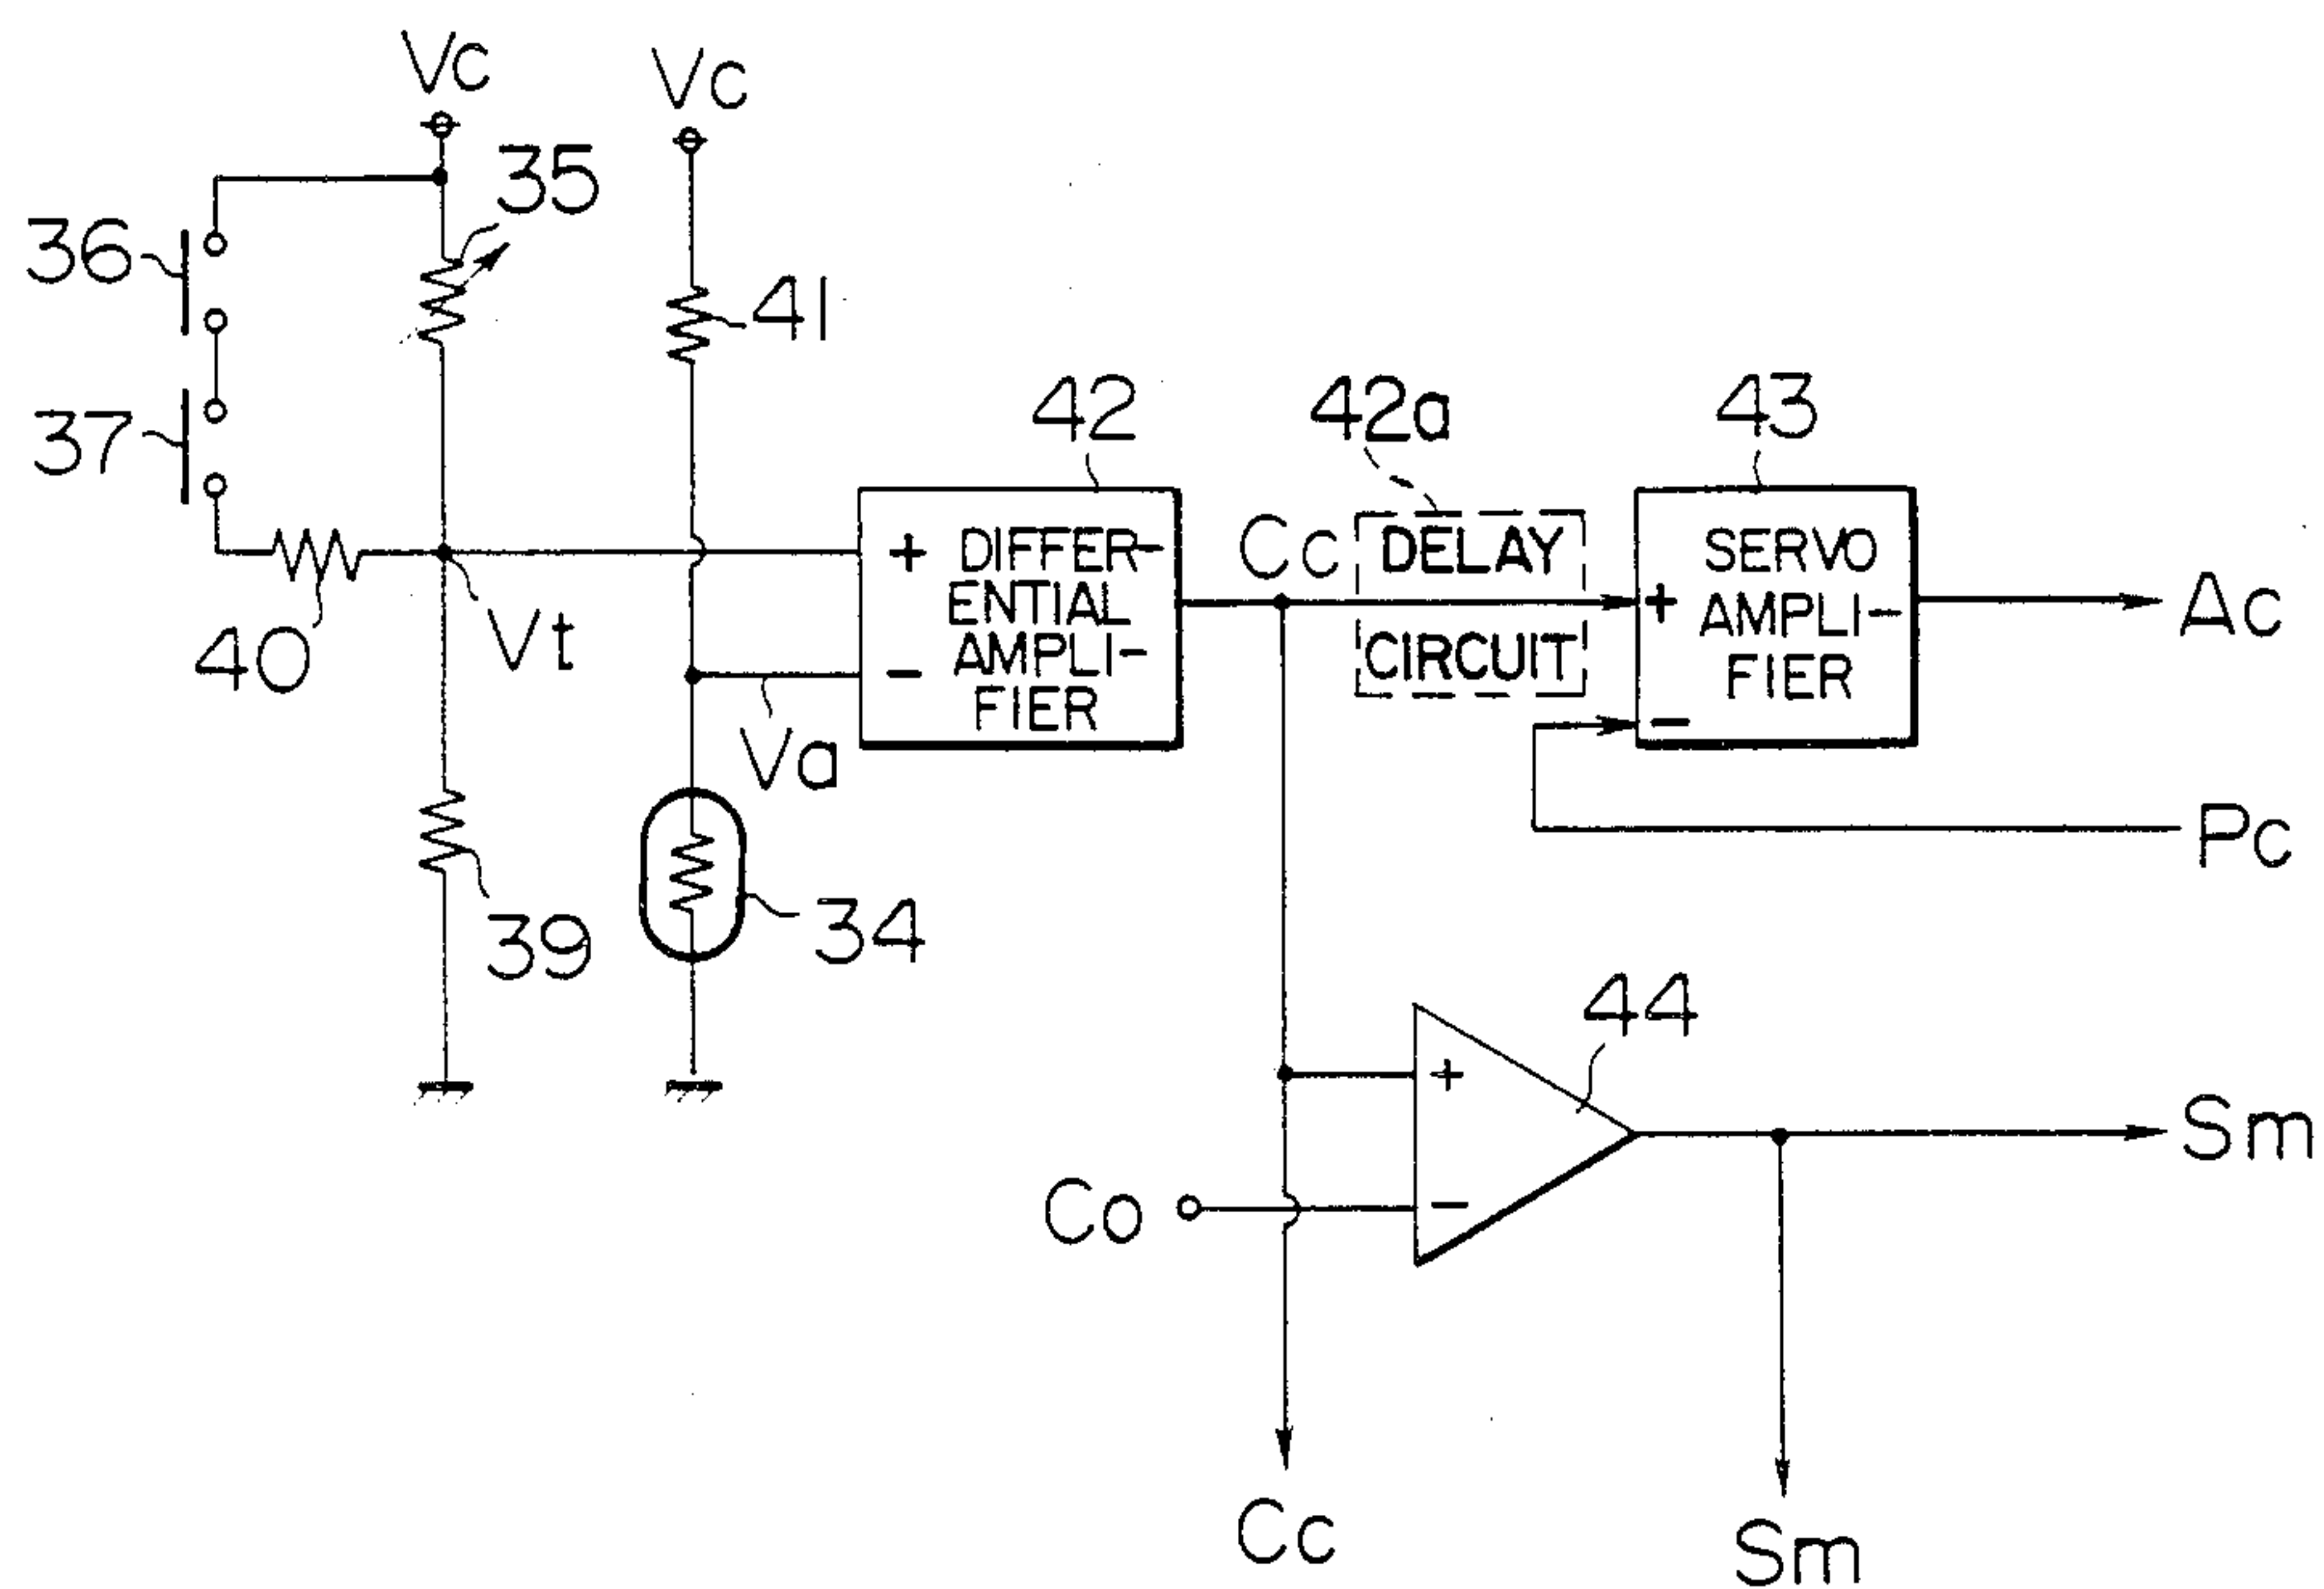 Vc
Vc
35
36
41
37
42
42a
43
+ DIFFER-
ENTIAL
AMPLI-
FIER
-
Cc
DELAY
CIRCUIT
SERVO
+ AMPLI-
FIER
-
Ac
40
Vt
Va
Pc
39
34
44
+
Sm
Co
-
Cc
Sm